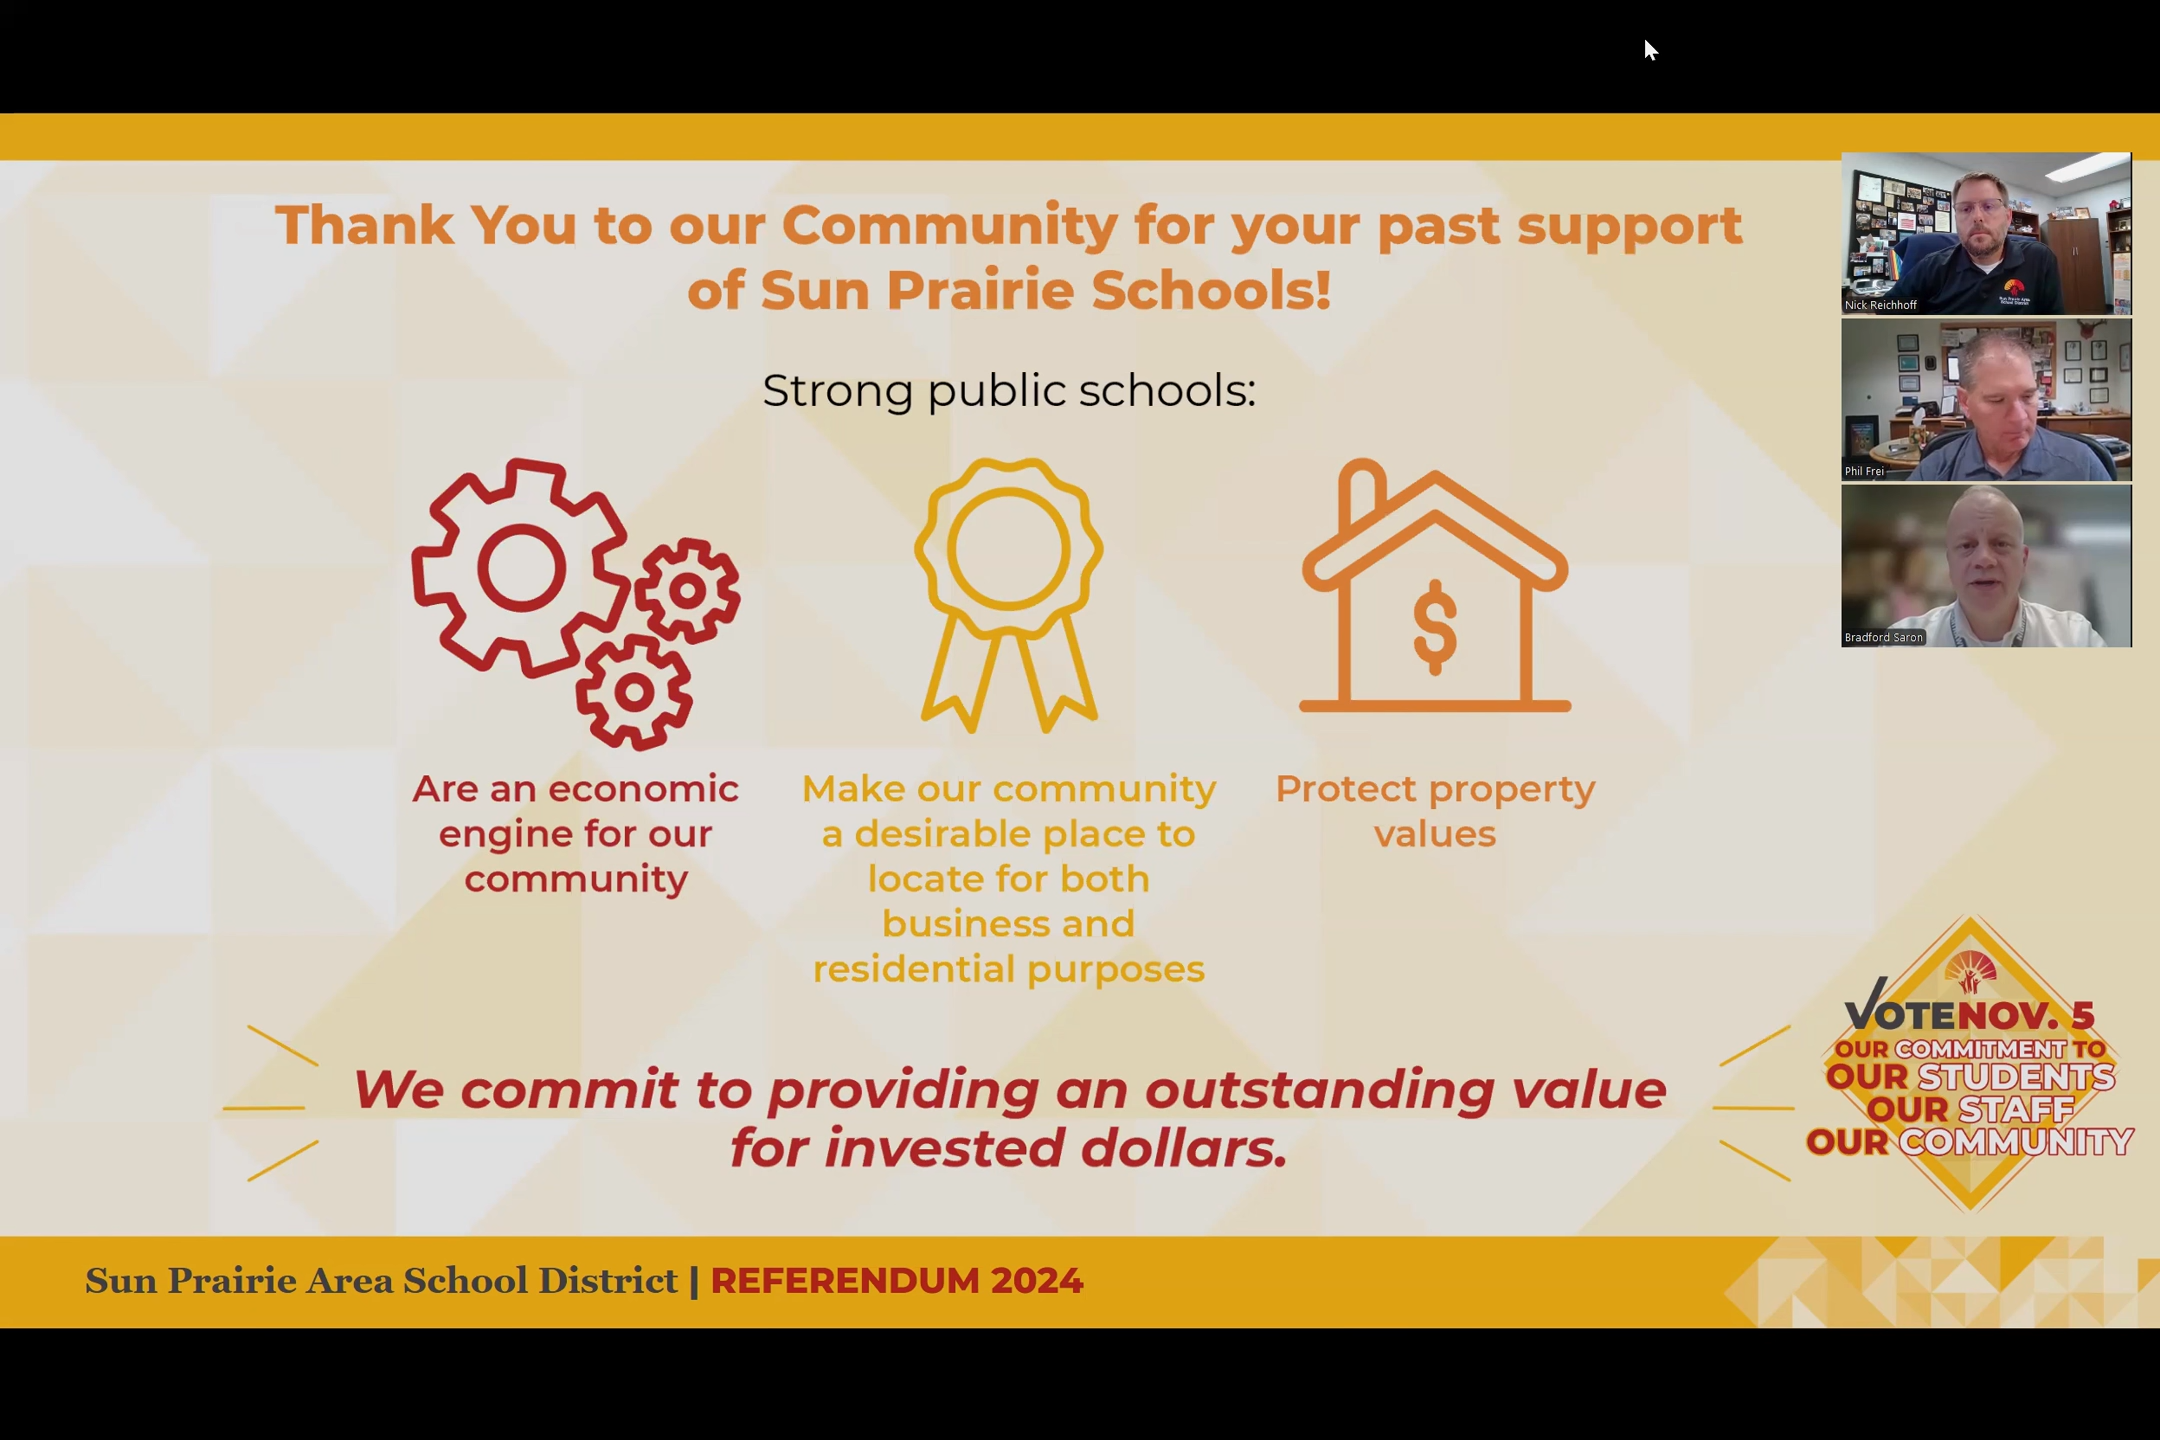 Thank You to our Community for your past support
of Sun Prairie Schools!
Strong public schools:
Are an economic
engine for our
community
Make our community
a desirable place to
locate for both
business and
residential purposes
Protect property
values
We commit to providing an outstanding value
for invested dollars.
Nick Reichhoff
Phil Frei
Bradford Saron
VOTE NOV. 5
OUR COMMITMENT TO
OUR STUDENTS
OUR STAFF
OUR COMMUNITY
Sun Prairie Area School District | REFERENDUM 2024